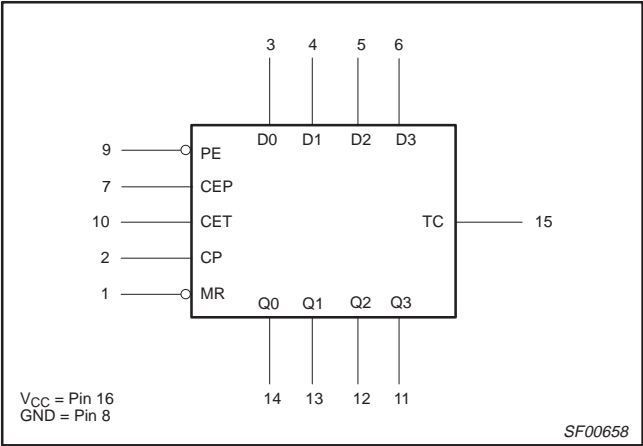 3 4 5 6
D0 D1 D2 D3
9 PE
7 CEP
10 CET TC 15
2 CP
1 MR
Q0 Q1 Q2 Q3
14 13 12 11
VCC = Pin 16
GND = Pin 8
SF00658